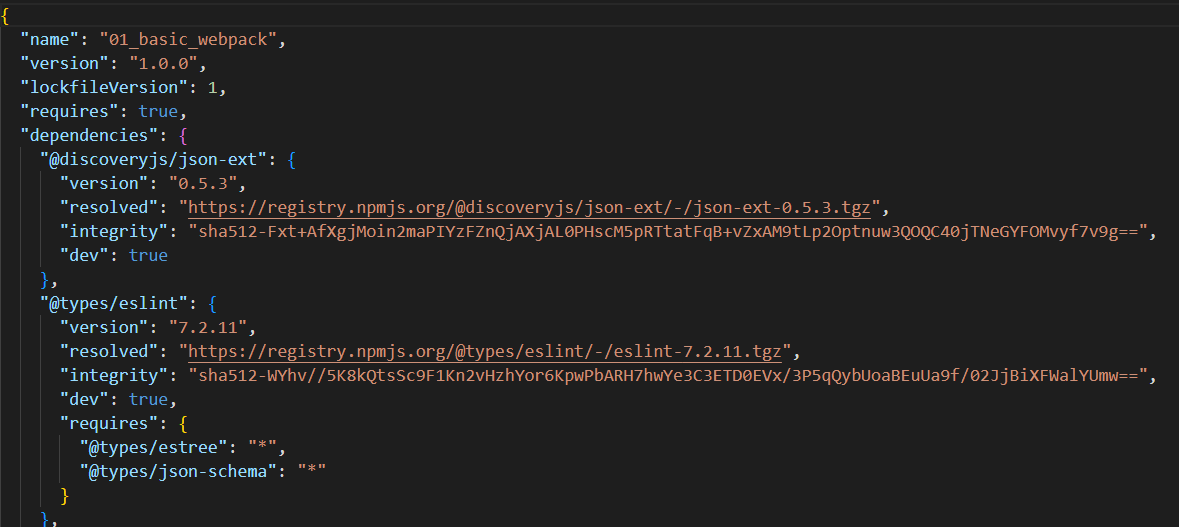 {
"name": "01_basic_webpack",
"version": "1.0.0",
"lockfileVersion": 1,
"requires": true,
"dependencies": {
"@discoveryjs/json-ext": {
"version": "0.5.3",
"resolved": "https://registry.npmjs.org/@discoveryjs/json-ext/-/json-ext-0.5.3.tgz",
"integrity": "sha512-Fxt+AfXgjMoin2maPIYzFZnQjAXjAL0PHscM5pRTtatFqB+vZxAM9tLp2Optnuw3QOQC40jTNeGYFOMvyf7v9g==",
"dev": true
},
"@types/eslint": {
"version": "7.2.11",
"resolved": "https://registry.npmjs.org/@types/eslint/-/eslint-7.2.11.tgz",
"integrity": "sha512-WYhv//5K8kQtsSc9F1Kn2vHzhYor6KpwPbARH7hwYe3C3ETD0EVx/3P5qQybUoaBEuUa9f/02JjBiXFWalYUmw==",
"dev": true,
"requires": {
"@types/estree": "*",
"@types/json-schema": "*"
}
},